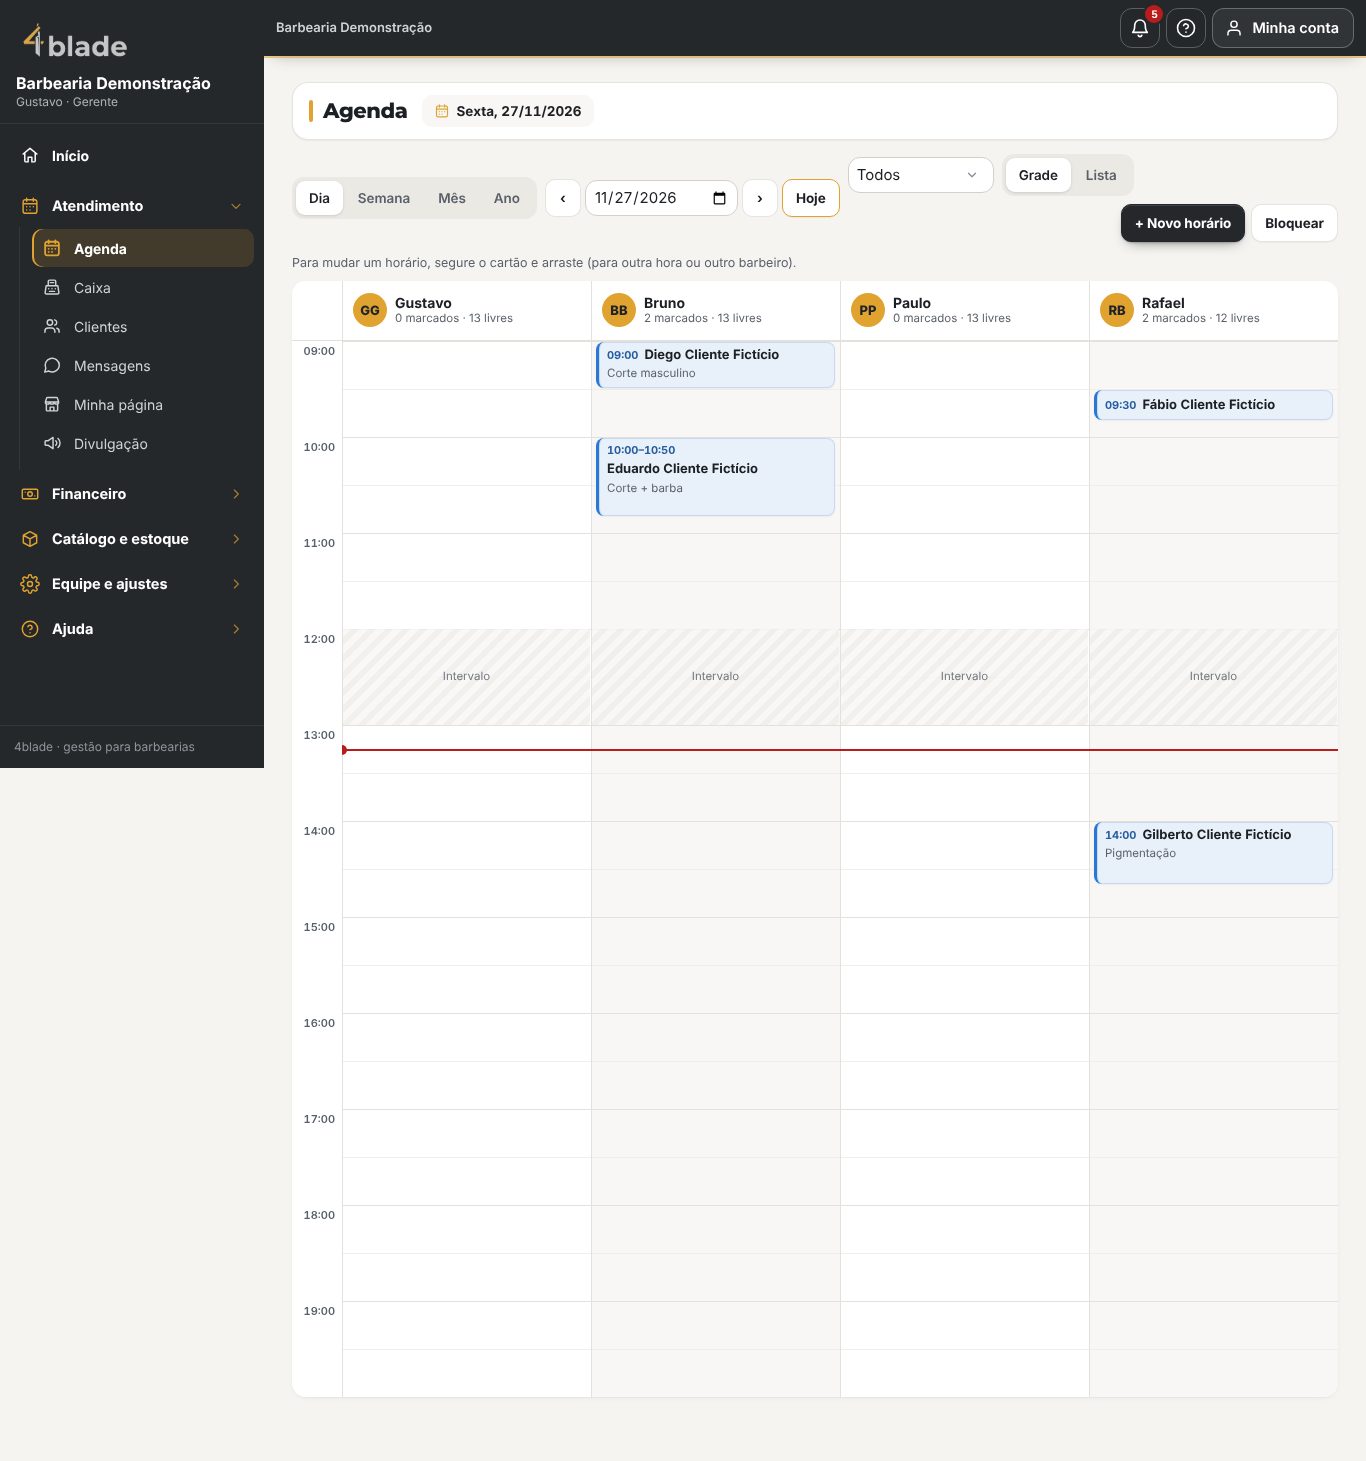 4blade
Barbearia Demonstração
Gustavo · Gerente
Início
Atendimento
Agenda
Caixa
Clientes
Mensagens
Minha página
Divulgação
Financeiro
Catálogo e estoque
Equipe e ajustes
Ajuda
4blade · gestão para barbearias
Barbearia Demonstração
5
Minha conta
Agenda
Sexta, 27/11/2026
Dia Semana Mês Ano ‹ 11/27/2026 › Hoje
Todos
Grade Lista
+ Novo horário
Bloquear
Para mudar um horário, segure o cartão e arraste (para outra hora ou outro barbeiro).
GG Gustavo
0 marcados · 13 livres
BB Bruno
2 marcados · 13 livres
PP Paulo
0 marcados · 13 livres
RB Rafael
2 marcados · 12 livres
09:00
09:00 Diego Cliente Fictício
Corte masculino
09:30 Fábio Cliente Fictício
10:00
10:00–10:50
Eduardo Cliente Fictício
Corte + barba
11:00
12:00
Intervalo
Intervalo
Intervalo
Intervalo
13:00
14:00
14:00 Gilberto Cliente Fictício
Pigmentação
15:00
16:00
17:00
18:00
19:00